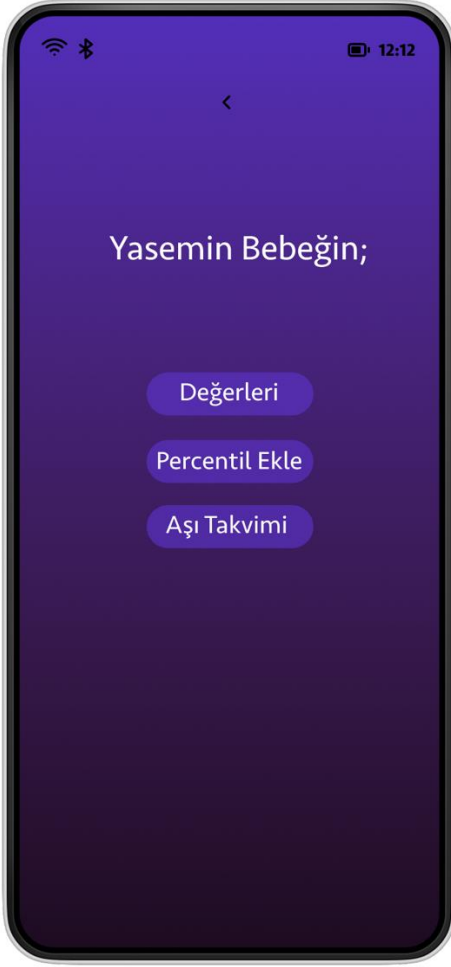 12:12
Yasemin Bebeğin;
Değerleri
Percentil Ekle
Aşı Takvimi